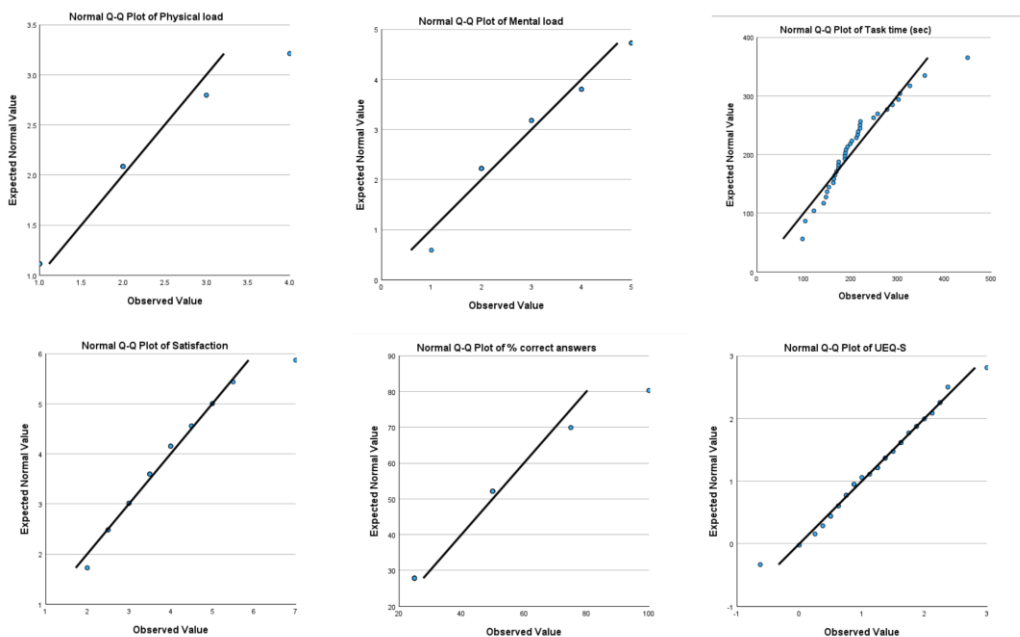 Normal Q-Q Plot of Physical load
Expected Normal Value
3.5
3.0
2.5
2.0
1.5
1.0
1.0 1.5 2.0 2.5 3.0 3.5 4.0
Observed Value
Normal Q-Q Plot of Mental load
Expected Normal Value
5
4
3
2
1
0
0 1 2 3 4 5
Observed Value
Normal Q-Q Plot of Task time (sec)
Expected Normal Value
400
300
200
100
0
0 100 200 300 400 500
Observed Value
Normal Q-Q Plot of Satisfaction
Expected Normal Value
6
5
4
3
2
1
1 2 3 4 5 6 7
Observed Value
Normal Q-Q Plot of % correct answers
Expected Normal Value
90
80
70
60
50
40
30
20
20 40 60 80 100
Observed Value
Normal Q-Q Plot of UEQ-S
Expected Normal Value
3
2
1
0
-1
-1 0 1 2 3
Observed Value